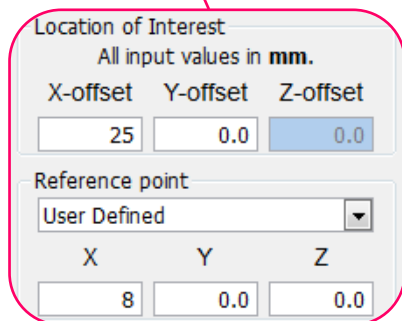 Location of Interest
All input values in mm.
X-offset Y-offset Z-offset
25 0.0 0.0
Reference point
User Defined
X Y Z
8 0.0 0.0